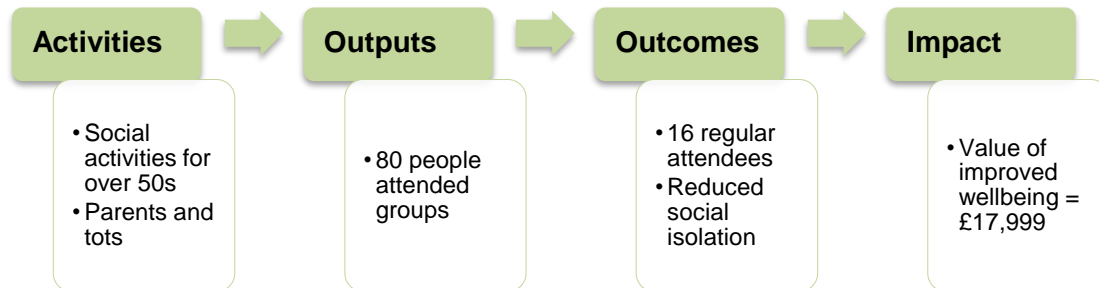 Activities
• Social
activities for
over 50s
• Parents and
tots
Outputs
• 80 people
attended
groups
Outcomes
• 16 regular
attendees
• Reduced
social
isolation
Impact
• Value of
improved
wellbeing =
£17,999